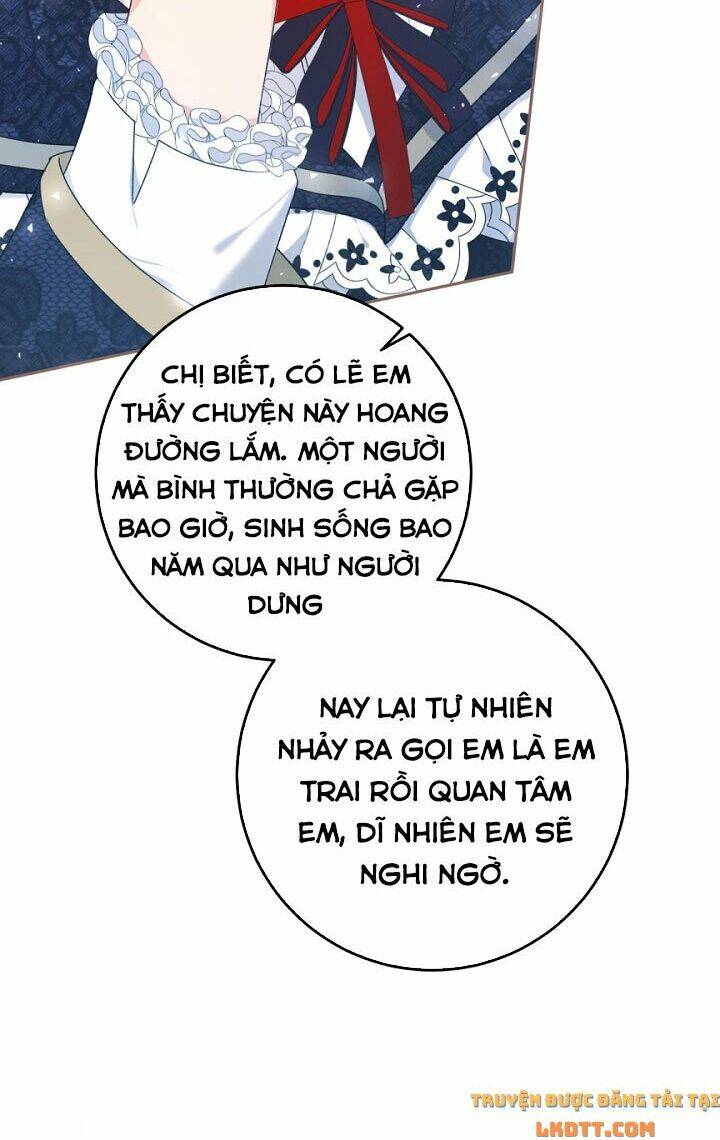 CHỊ BIẾT, CÓ LẼ EM
THẤY CHUYỆN NÀY HOANG
ĐƯỜNG LẮM. MỘT NGƯỜI
MÀ BÌNH THƯỜNG CHẢ GẶP
BAO GIỜ, SINH SỐNG BAO
NĂM QUA NHƯ NGƯỜI
DƯNG
NAY LẠI TỰ NHIÊN
NHẢY RA GỌI EM LÀ EM
TRAI RỒI QUAN TÂM
EM, DĨ NHIÊN EM SẼ
NGHI NGỜ.
TRUYỆN ĐƯỢC ĐĂNG TẢI TẠI
LKDTT.COM